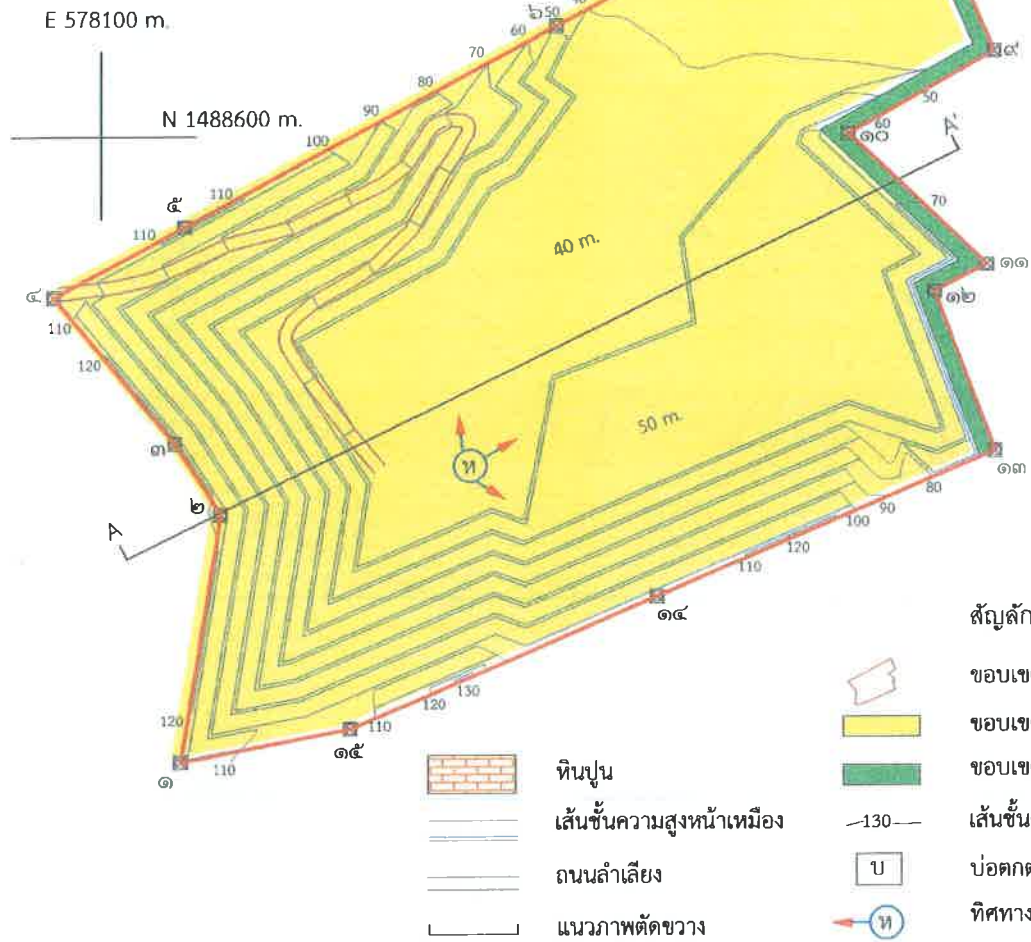 E 578100 m.
N 1488600 m.
๖
50
60
70
80
90
100
110
๕
110
๔
110
120
๓
๒
A
๙
50
60
๑๐
A'
70
๑๑
๑๒
40 m.
50 m.
ห
๑๓
80
90
100
120
110
๑๔
130
120
110
๑๕
120
๑
110
สัญลัก
ขอบเข
ขอบเข
หินปูน
ขอบเข
เส้นชั้นความสูงหน้าเหมือง
130
เส้นชั้น
ถนนลำเลียง
บ
บ่อตกต
แนวภาพตัดขวาง
ห
ทิศทาง